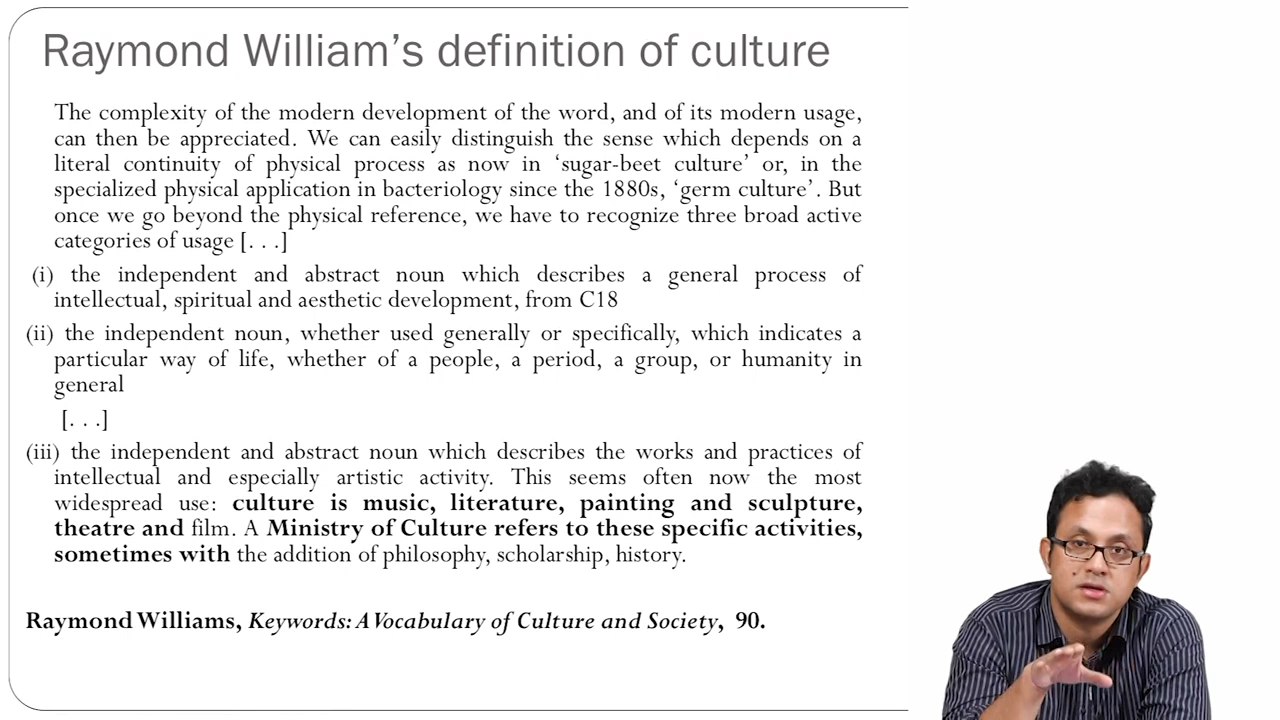 Raymond William’s definition of culture
The complexity of the modern development of the word, and of its modern usage,
can then be appreciated. We can easily distinguish the sense which depends on a
literal continuity of physical process as now in ‘sugar-beet culture’ or, in the
specialized physical application in bacteriology since the 1880s, ‘germ culture’. But
once we go beyond the physical reference, we have to recognize three broad active
categories of usage [. . .]
(i) the independent and abstract noun which describes a general process of
intellectual, spiritual and aesthetic development, from C18
(ii) the independent noun, whether used generally or specifically, which indicates a
particular way of life, whether of a people, a period, a group, or humanity in
general
[. . .]
(iii) the independent and abstract noun which describes the works and practices of
intellectual and especially artistic activity. This seems often now the most
widespread use: culture is music, literature, painting and sculpture,
theatre and film. A Ministry of Culture refers to these specific activities,
sometimes with the addition of philosophy, scholarship, history.
Raymond Williams, Keywords: A Vocabulary of Culture and Society, 90.